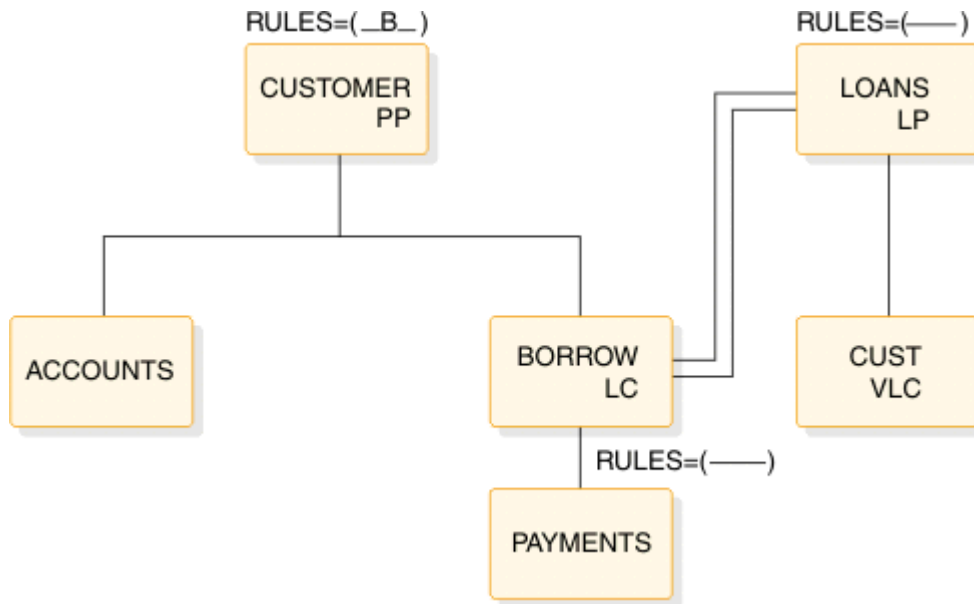 RULES=( _B_ )
RULES=( —— )
CUSTOMER
PP
LOANS
LP
ACCOUNTS
BORROW
LC
CUST
VLC
RULES=( —— )
PAYMENTS